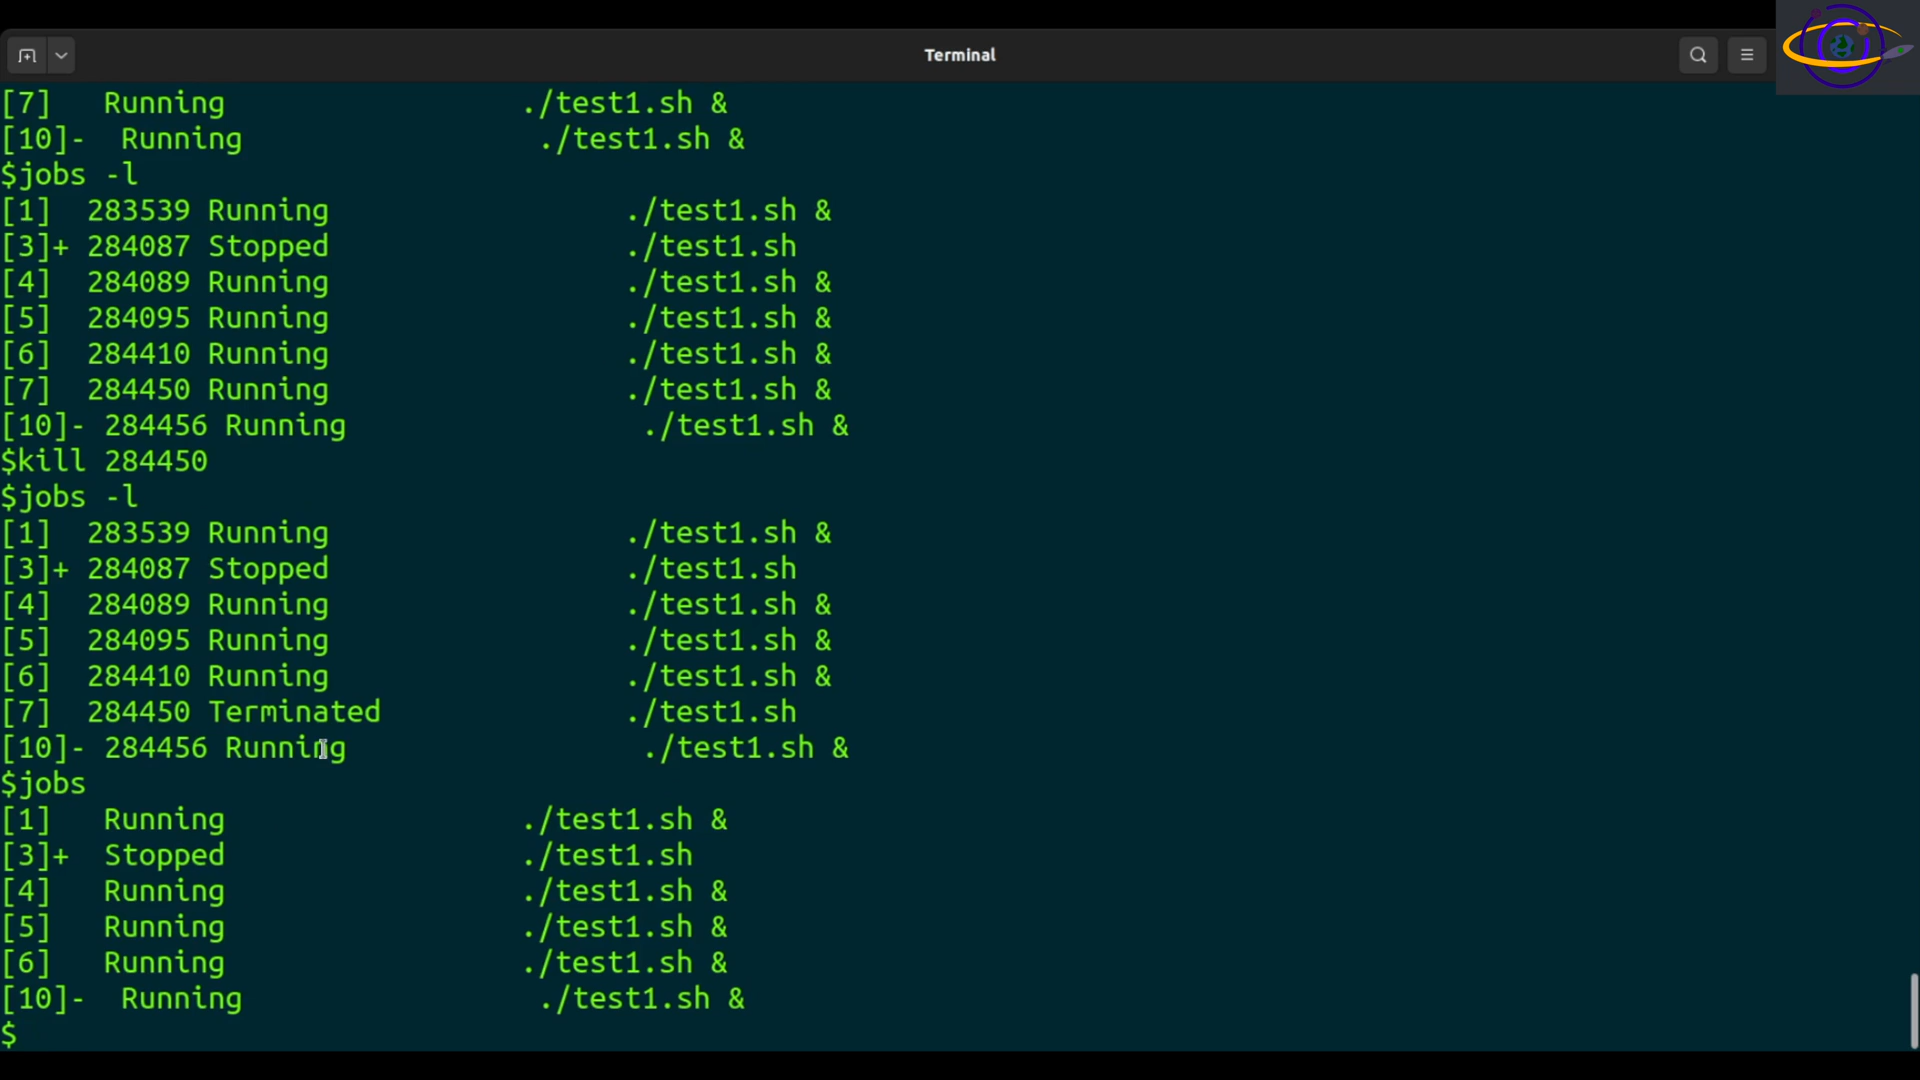 Terminal
[7]   Running                 ./test1.sh &
[10]-  Running                 ./test1.sh &
$jobs -l
[1]  283539 Running                 ./test1.sh &
[3]+ 284087 Stopped                 ./test1.sh
[4]  284089 Running                 ./test1.sh &
[5]  284095 Running                 ./test1.sh &
[6]  284410 Running                 ./test1.sh &
[7]  284450 Running                 ./test1.sh &
[10]- 284456 Running                 ./test1.sh &
$kill 284450
$jobs -l
[1]  283539 Running                 ./test1.sh &
[3]+ 284087 Stopped                 ./test1.sh
[4]  284089 Running                 ./test1.sh &
[5]  284095 Running                 ./test1.sh &
[6]  284410 Running                 ./test1.sh &
[7]  284450 Terminated              ./test1.sh
[10]- 284456 Running                 ./test1.sh &
$jobs
[1]   Running                 ./test1.sh &
[3]+  Stopped                 ./test1.sh
[4]   Running                 ./test1.sh &
[5]   Running                 ./test1.sh &
[6]   Running                 ./test1.sh &
[10]-  Running                 ./test1.sh &
$